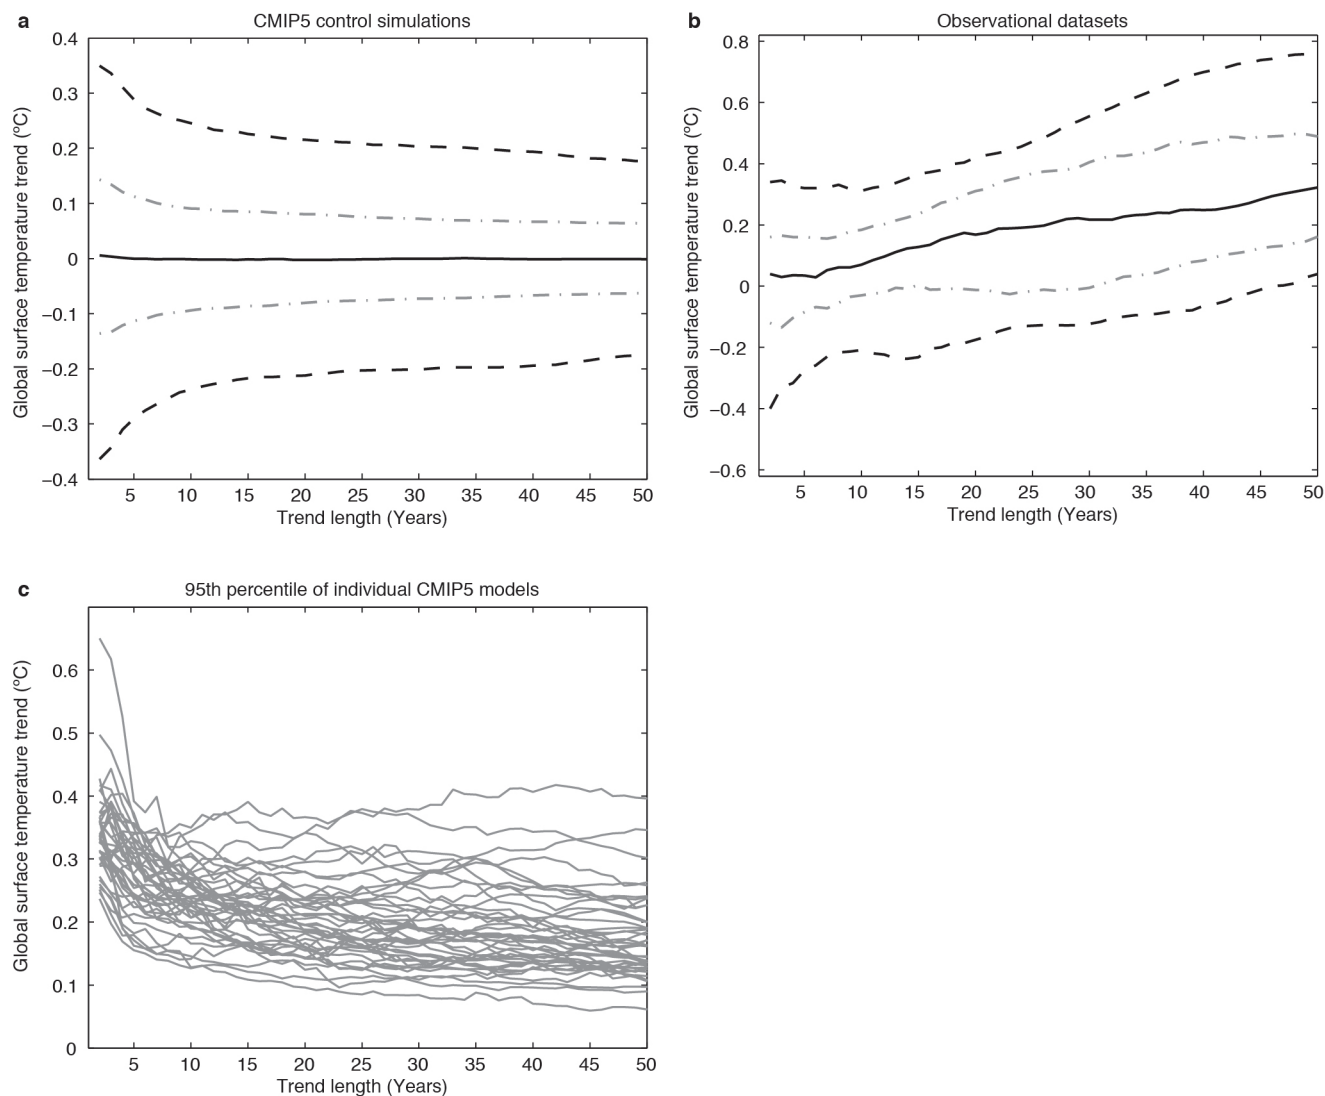 a
CMIP5 control simulations
Global surface temperature trend (ºC)
0.4
0.3
0.2
0.1
0
–0.1
–0.2
–0.3
–0.4
5 10 15 20 25 30 35 40 45 50
Trend length (Years)
b
Observational datasets
Global surface temperature trend (ºC)
0.8
0.6
0.4
0.2
0
–0.2
–0.4
–0.6
5 10 15 20 25 30 35 40 45 50
Trend length (Years)
c
95th percentile of individual CMIP5 models
Global surface temperature trend (ºC)
0.6
0.5
0.4
0.3
0.2
0.1
0
5 10 15 20 25 30 35 40 45 50
Trend length (Years)